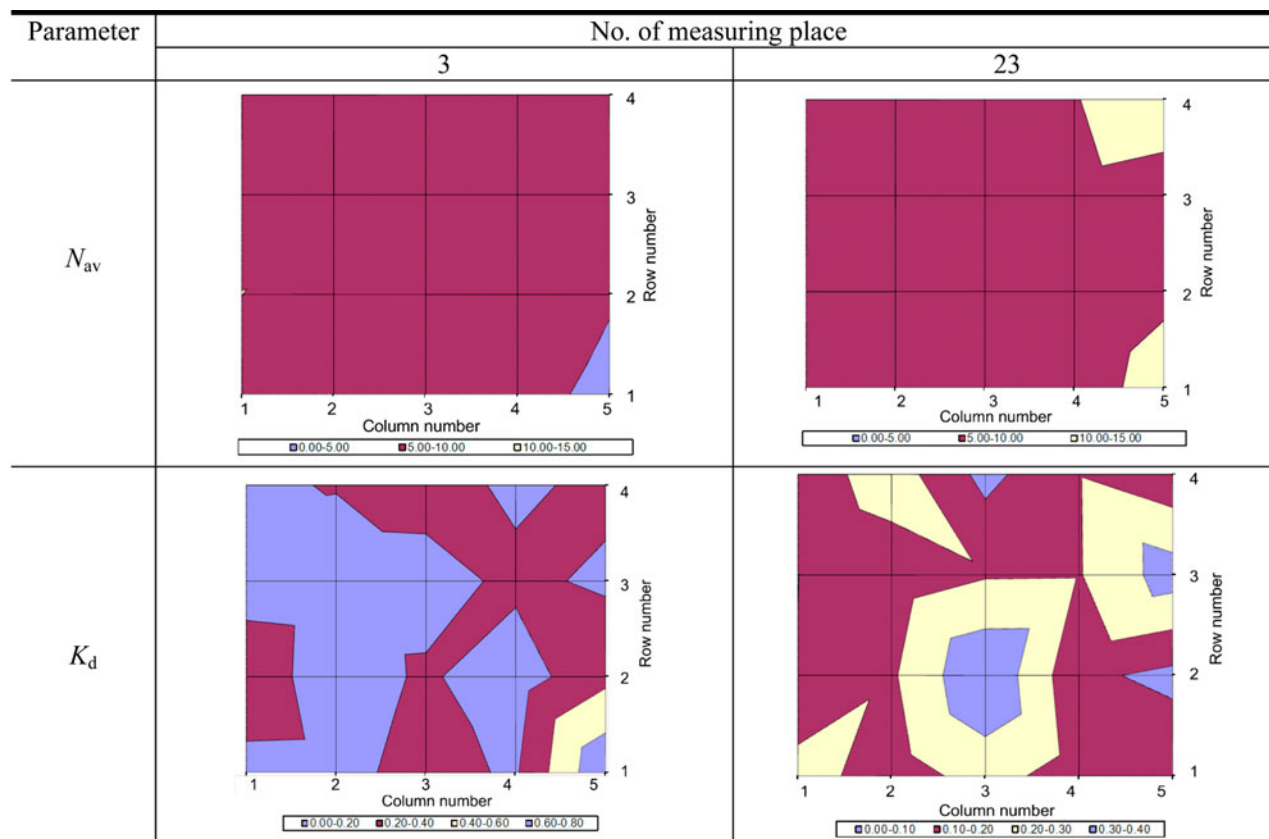 Parameter No. of measuring place
3 23
4
3
2
1
Row number
1 2 3 4 5
Column number
0.00-5.00 5.00-10.00 10.00-15.00
4
3
2
1
Row number
1 2 3 4 5
Column number
0.00-5.00 5.00-10.00 10.00-15.00
Nav
4
3
2
1
Row number
1 2 3 4 5
Column number
0.00-0.20 0.20-0.40 0.40-0.60 0.60-0.80
4
3
2
1
Row number
1 2 3 4 5
Column number
0.00-0.10 0.10-0.20 0.20-0.30 0.30-0.40
Kd